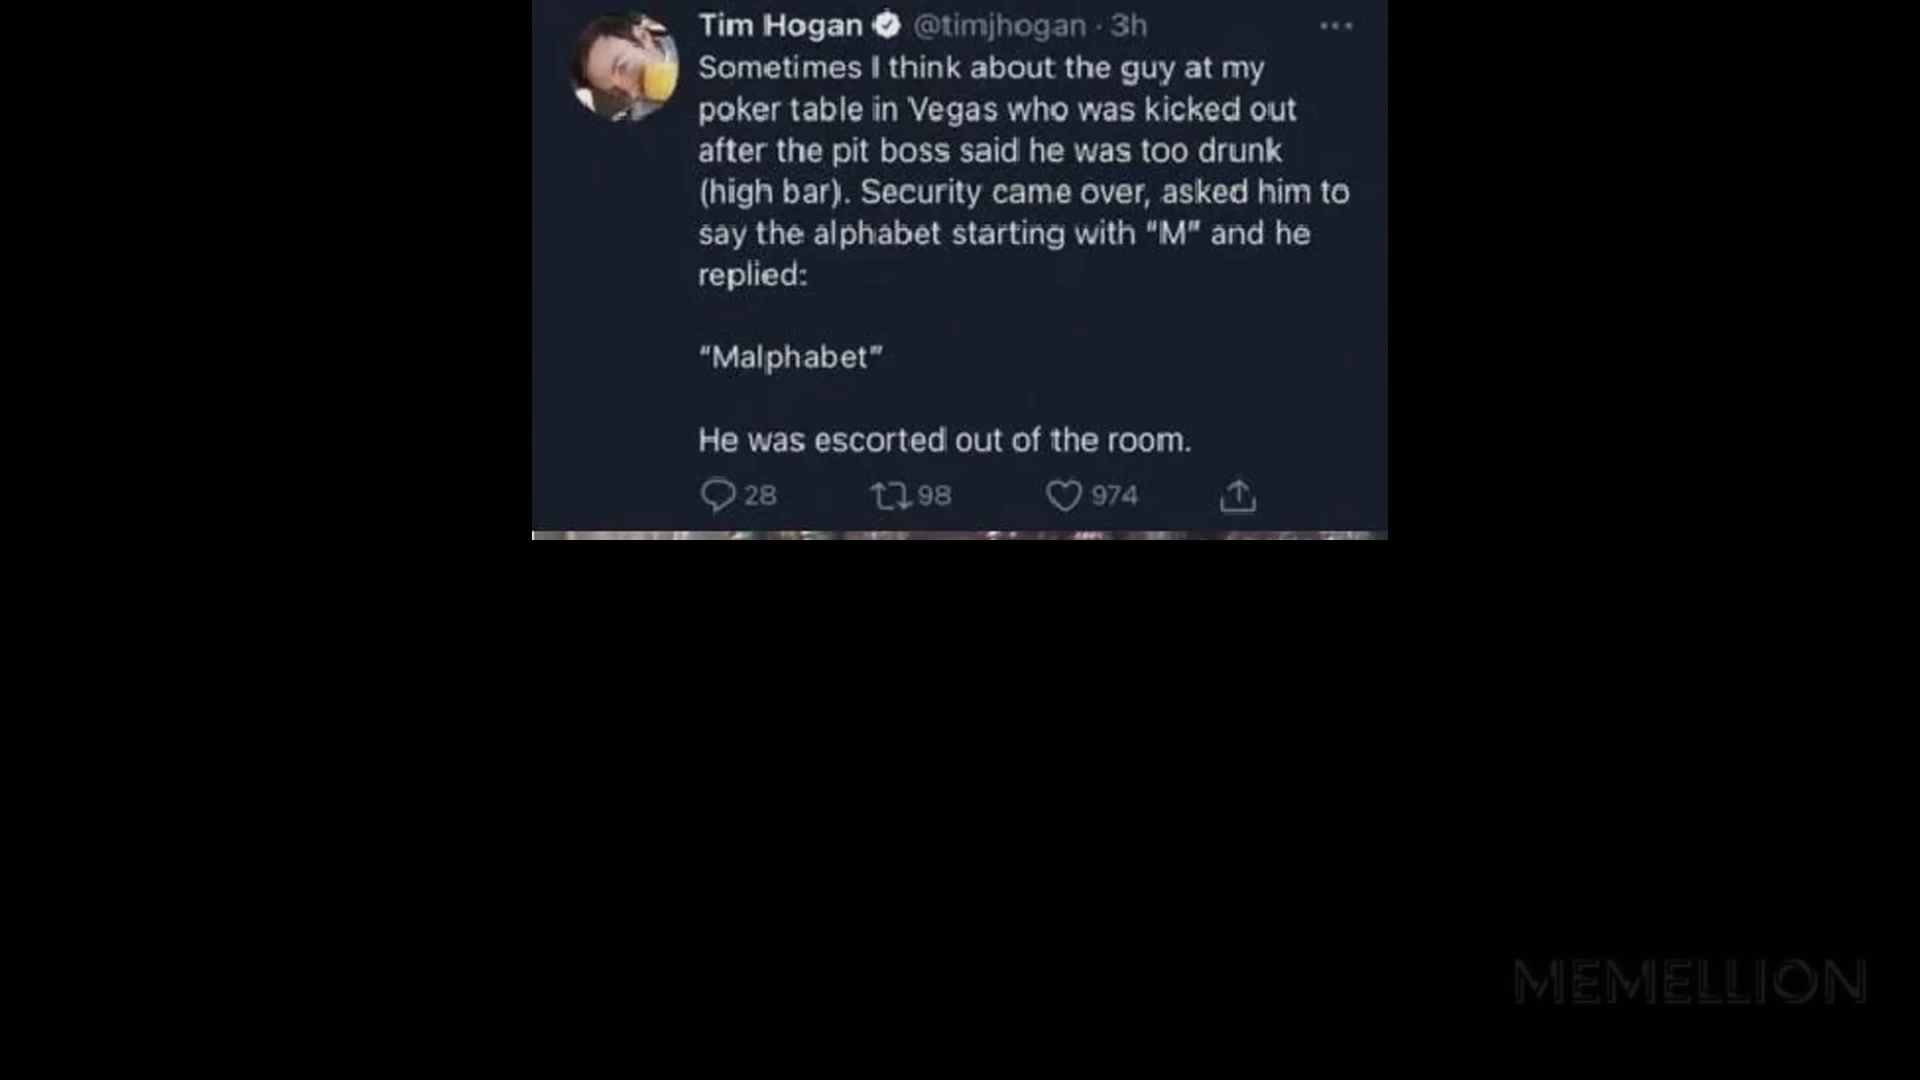 Tim Hogan @timjhogan · 3h
Sometimes I think about the guy at my
poker table in Vegas who was kicked out
after the pit boss said he was too drunk
(high bar). Security came over, asked him to
say the alphabet starting with “M” and he
replied:
“Malphabet”
He was escorted out of the room.
28 98 974
MEMELLION